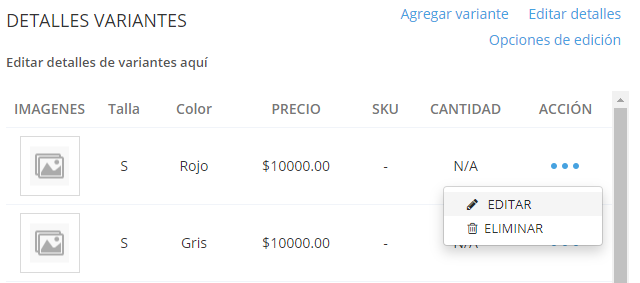 DETALLES VARIANTES
Agregar variante Editar detalles
Opciones de edición
Editar detalles de variantes aquí
IMAGENES Talla Color PRECIO SKU CANTIDAD ACCIÓN
S Rojo $10000.00 - N/A
EDITAR
ELIMINAR
S Gris $10000.00 - N/A